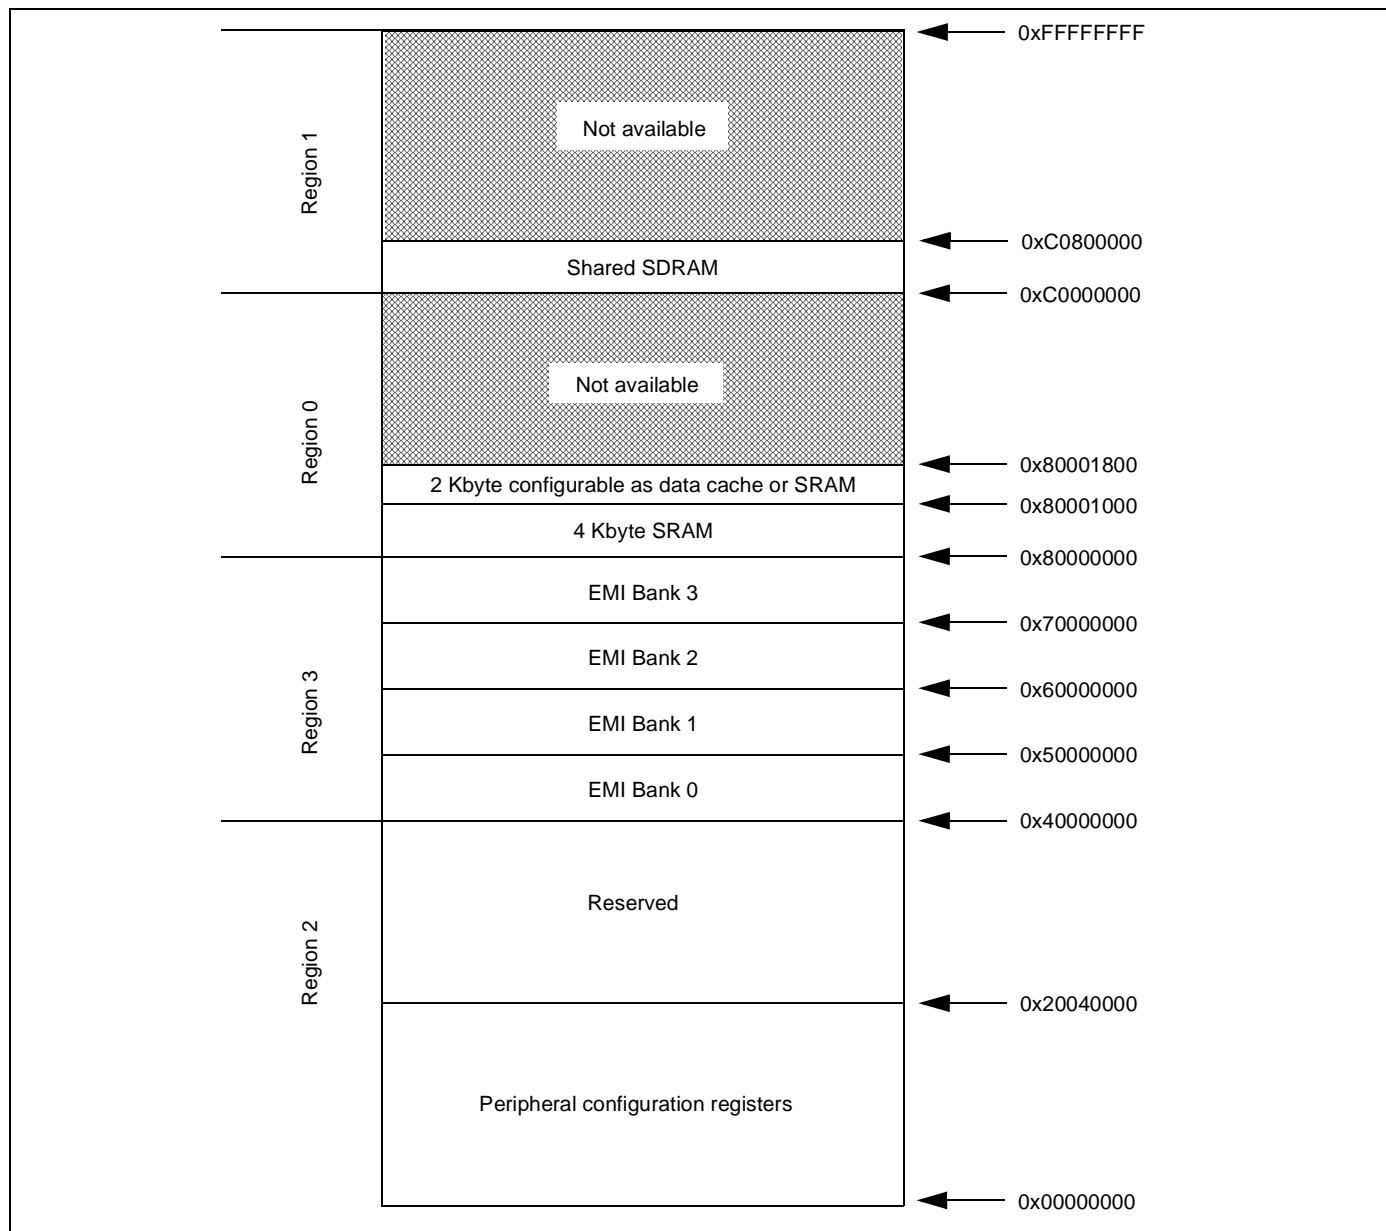 0xFFFFFFFF
Not available
Region 1
0xC0800000
Shared SDRAM
0xC0000000
Not available
Region 0
0x80001800
2 Kbyte configurable as data cache or SRAM
0x80001000
4 Kbyte SRAM
0x80000000
EMI Bank 3
0x70000000
EMI Bank 2
Region 3
0x60000000
EMI Bank 1
0x50000000
EMI Bank 0
0x40000000
Reserved
Region 2
0x20040000
Peripheral configuration registers
0x00000000